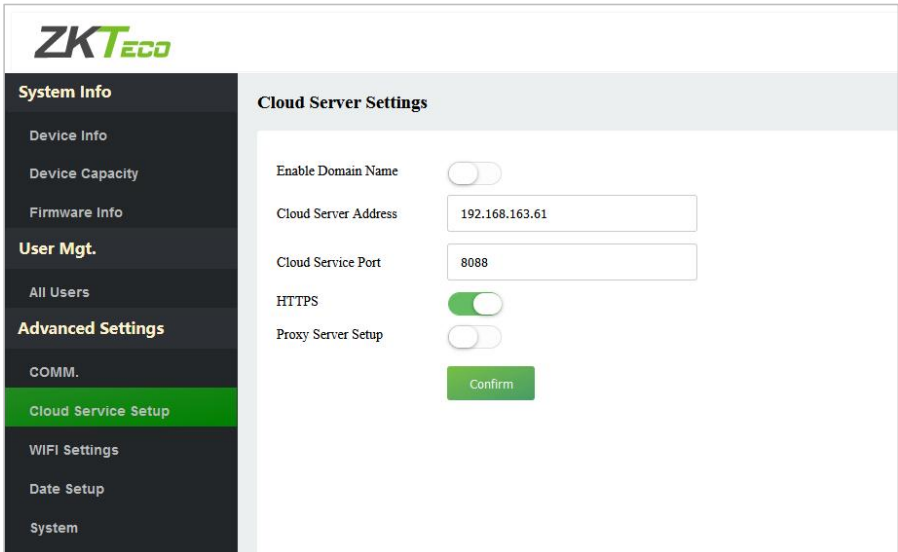 ZKTECO
System Info
Device Info
Device Capacity
Firmware Info
User Mgt.
All Users
Advanced Settings
COMM.
Cloud Service Setup
WIFI Settings
Date Setup
System
Cloud Server Settings
Enable Domain Name
Cloud Server Address 192.168.163.61
Cloud Service Port 8088
HTTPS
Proxy Server Setup
Confirm